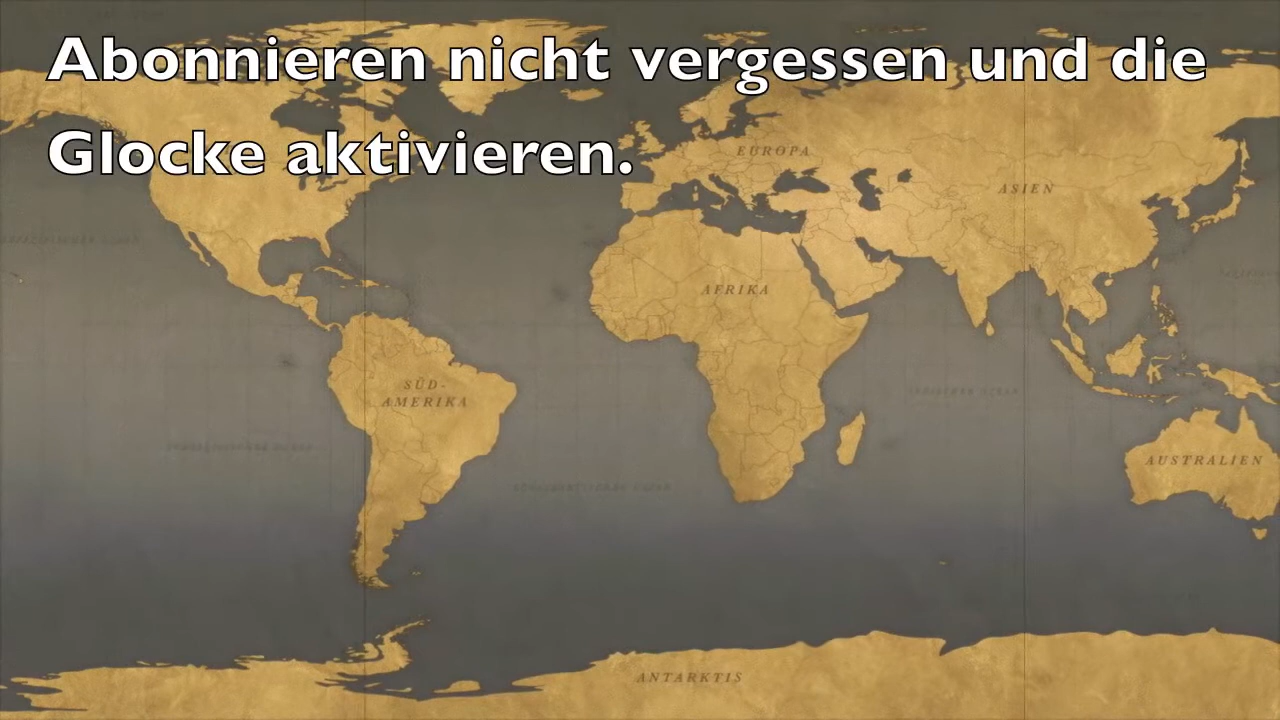 Abonnieren nicht vergessen und die
Glocke aktivieren.
EUROPA
ASIEN
AFRIKA
SÜD-
AMERIKA
AUSTRALIEN
ANTARKTIS